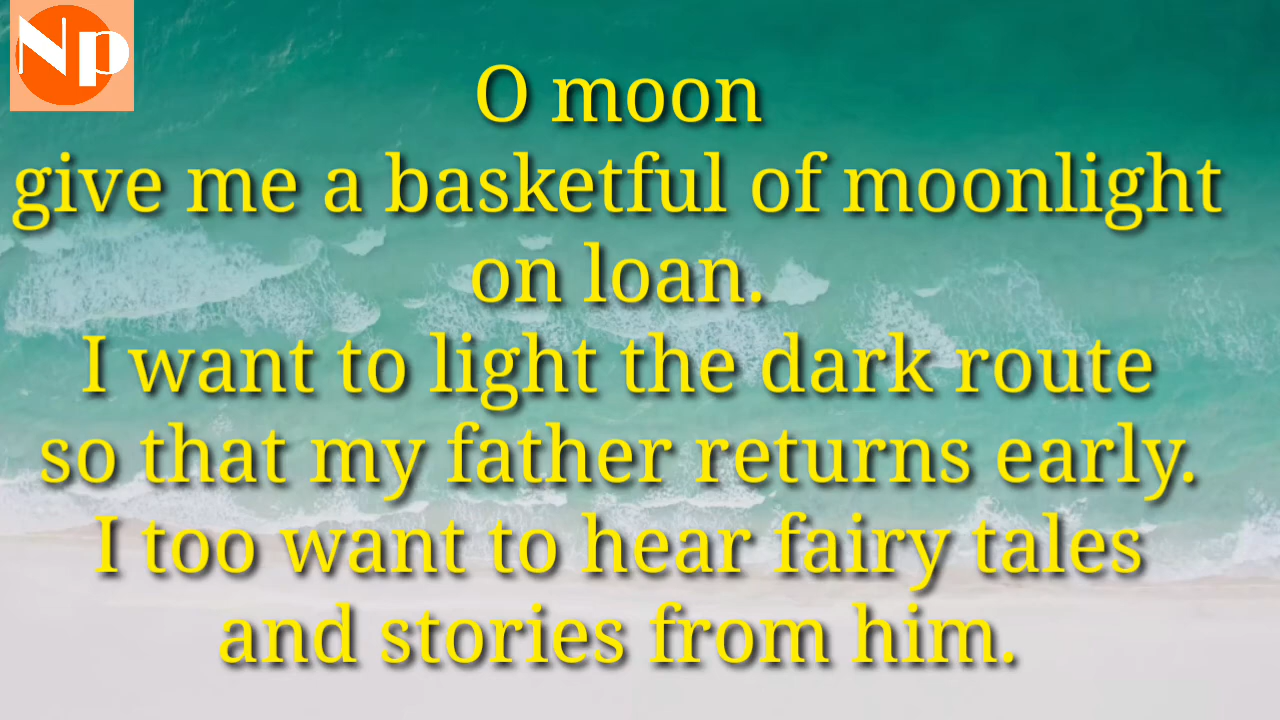 Np
O moon
give me a basketful of moonlight
on loan.
I want to light the dark route
so that my father returns early.
I too want to hear fairy tales
and stories from him.